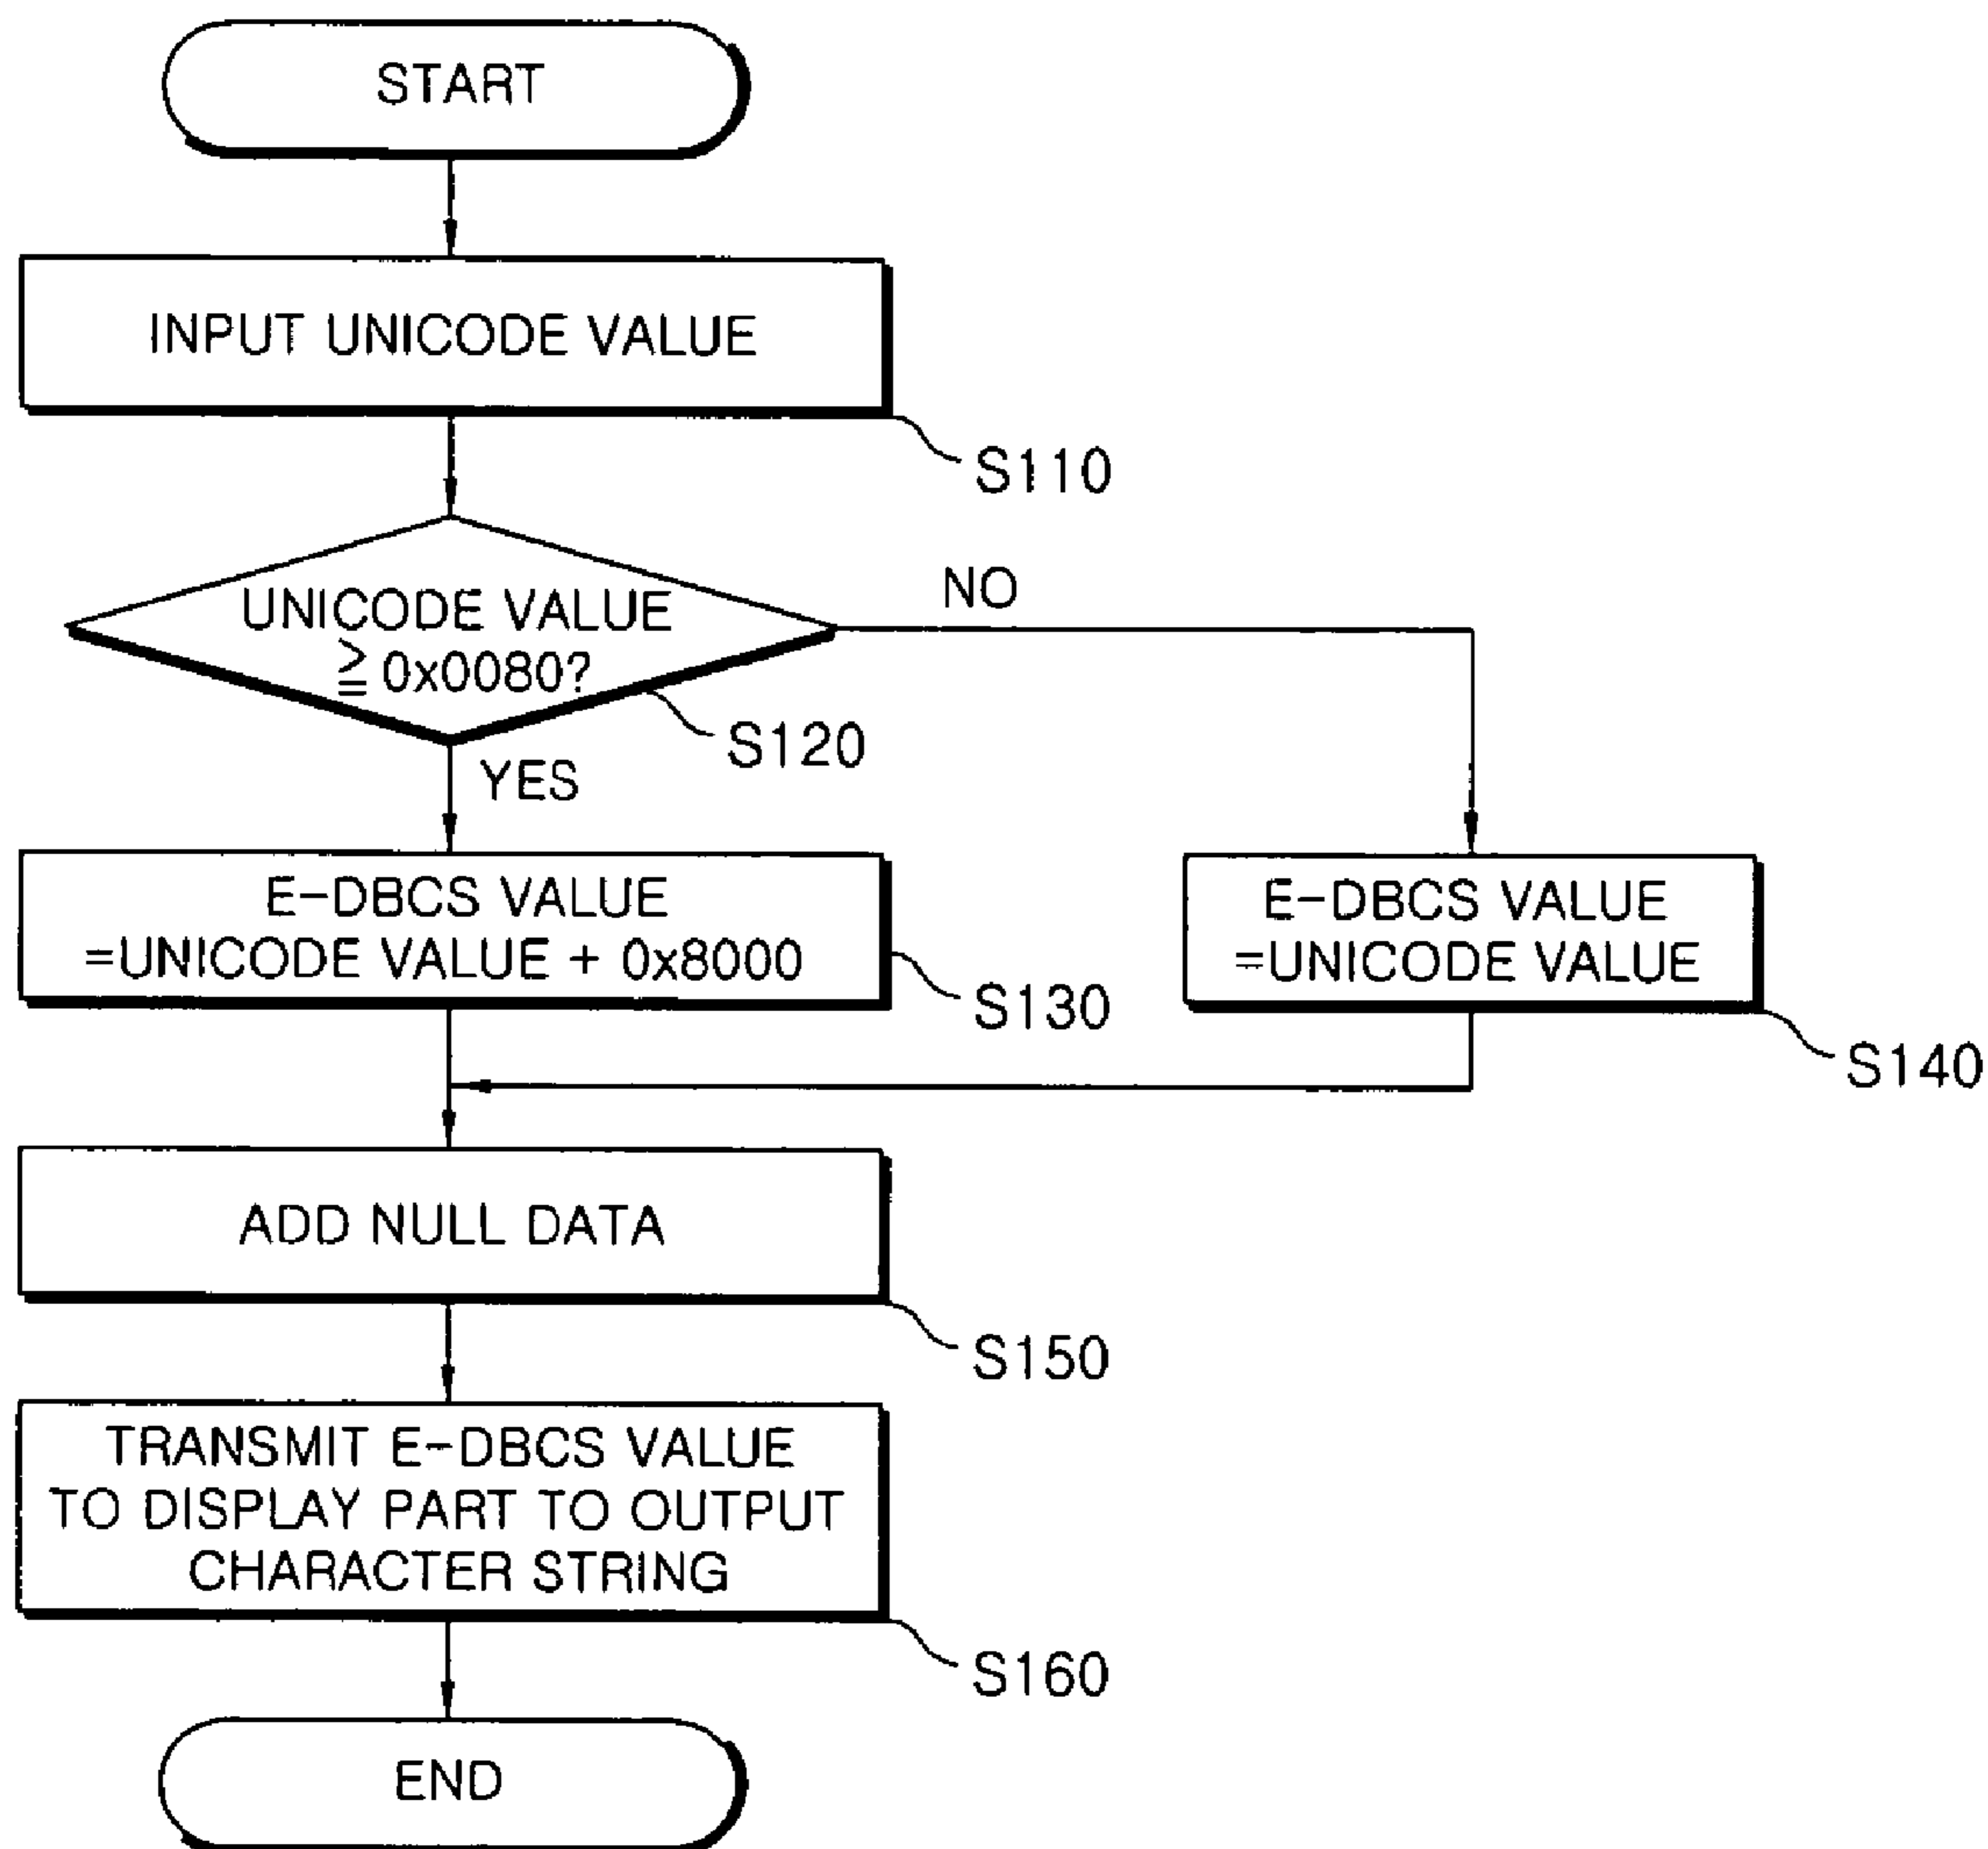 START
INPUT UNICODE VALUE
S110
UNICODE VALUE
≧ 0x0080?
NO
S120
YES
E-DBCS VALUE
=UNICODE VALUE + 0x8000
S130
E-DBCS VALUE
=UNICODE VALUE
S140
ADD NULL DATA
S150
TRANSMIT E-DBCS VALUE
TO DISPLAY PART TO OUTPUT
CHARACTER STRING
S160
END